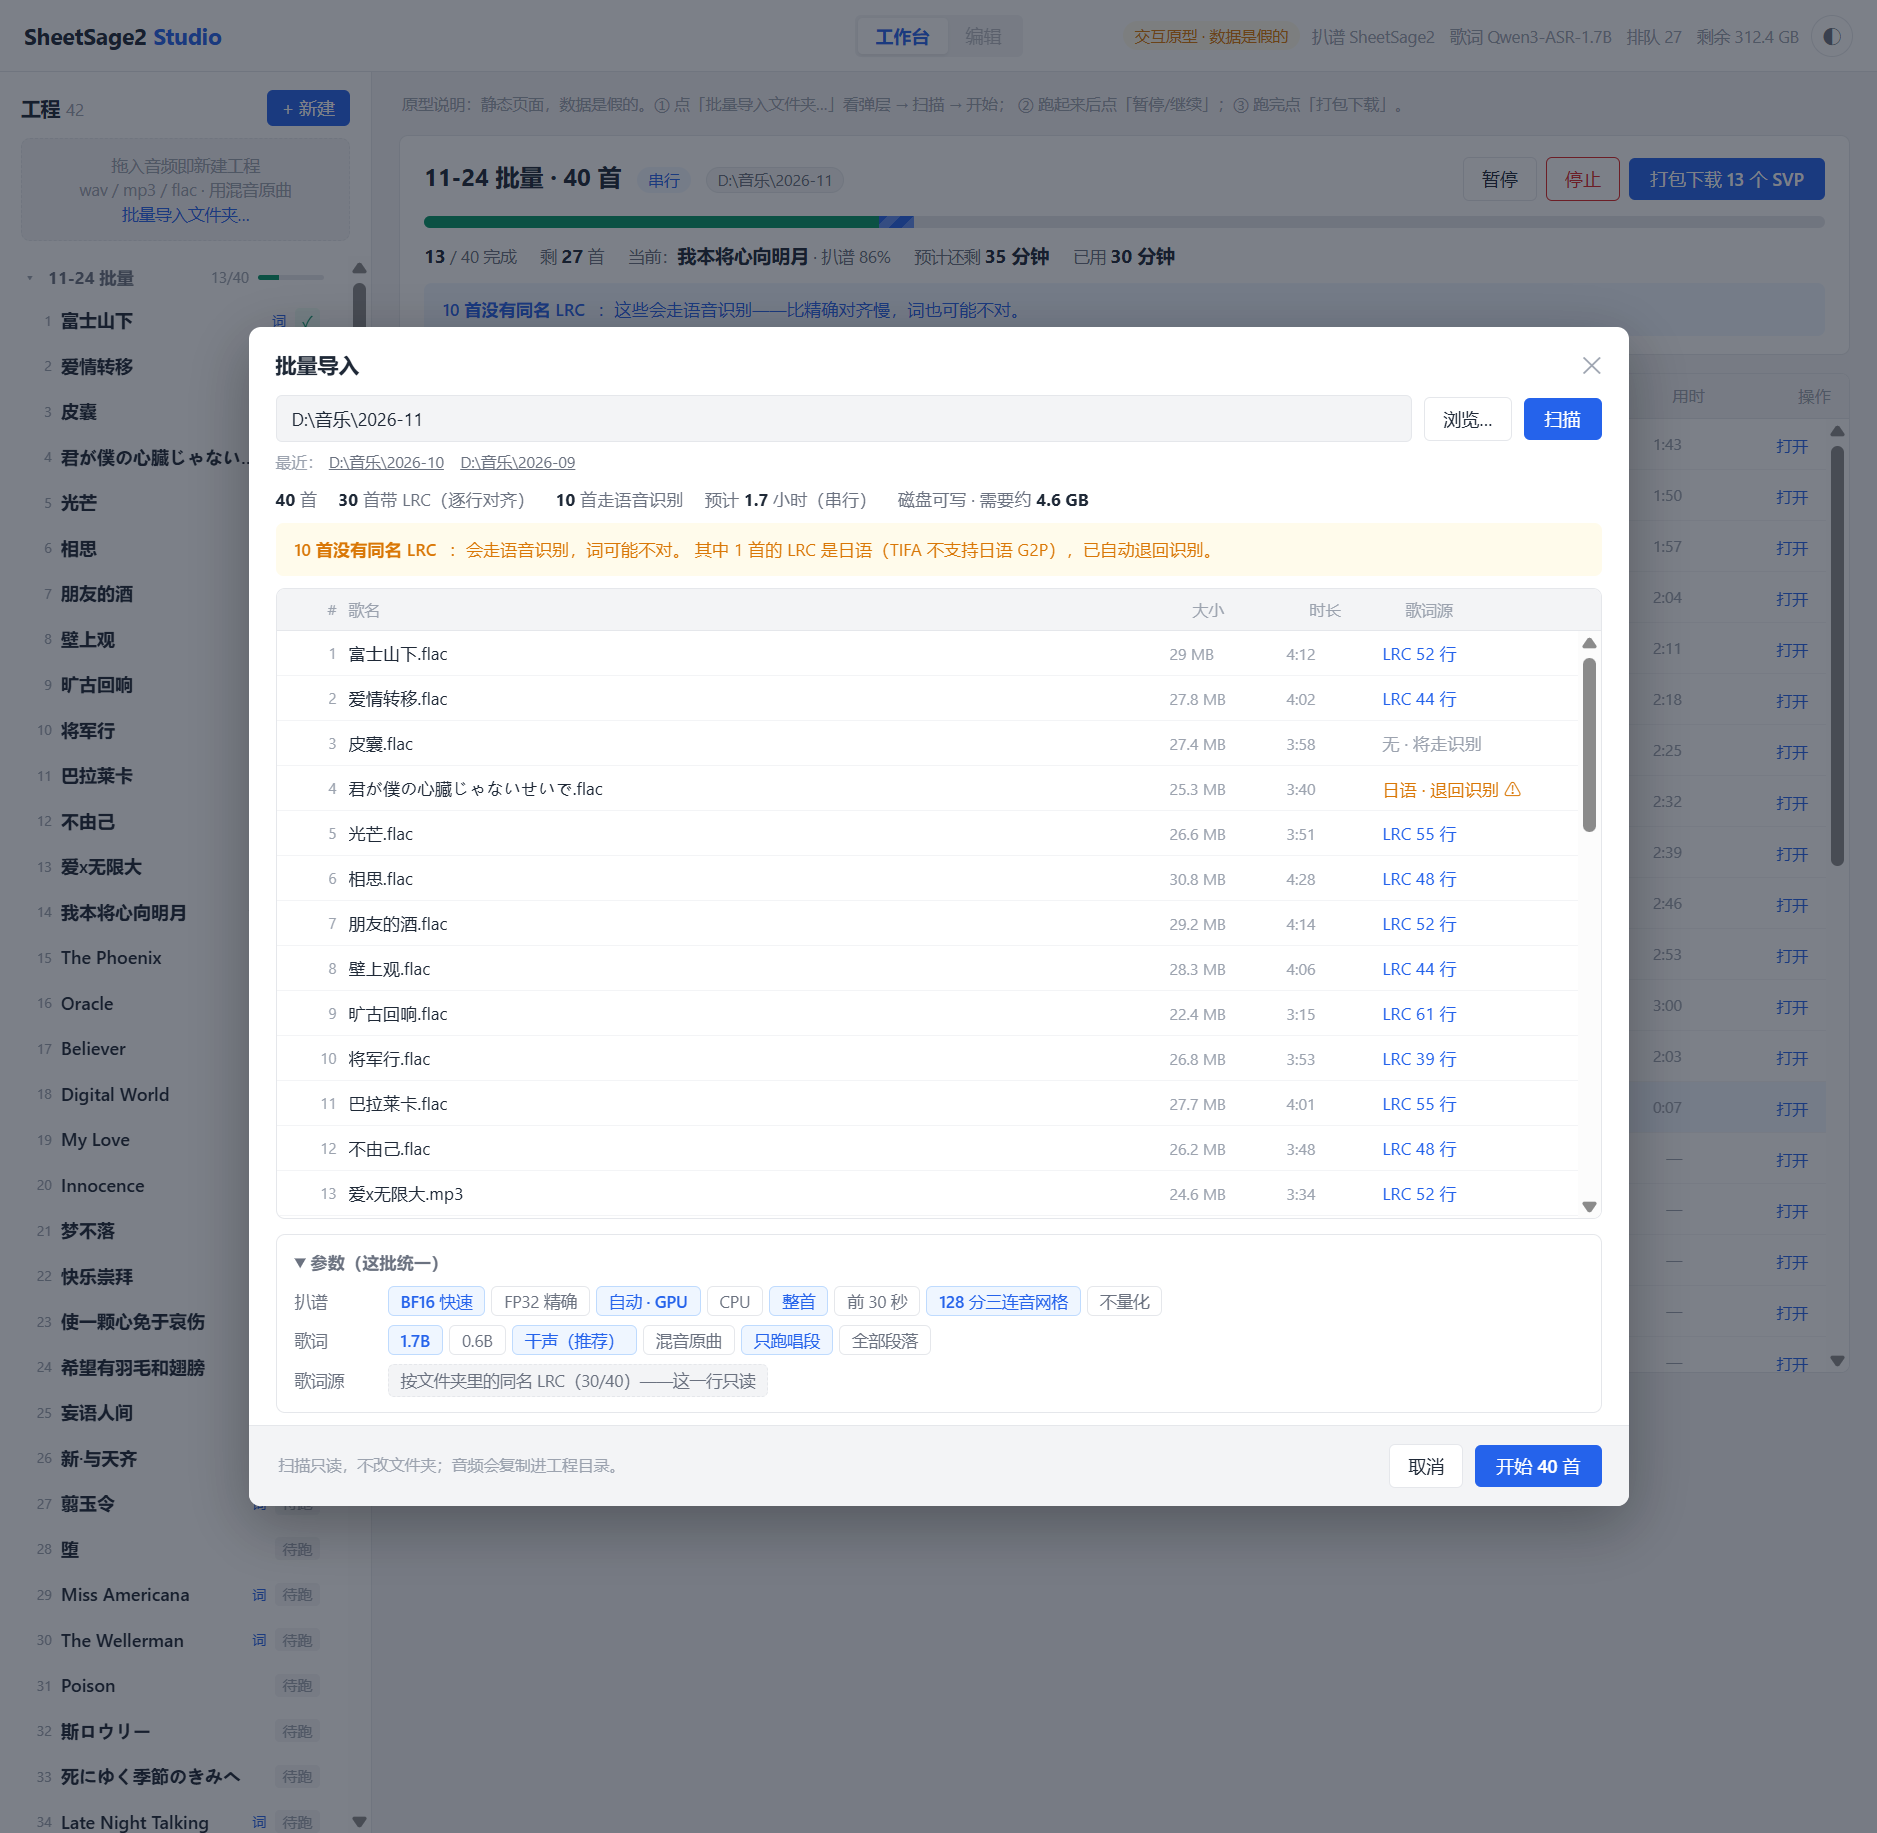 SheetSage2 Studio
工作台 编辑
交互原型 · 数据是假的 扒谱 SheetSage2 歌词 Qwen3-ASR-1.7B 排队 27 剩余 312.4 GB
工程 42
+ 新建
拖入音频即新建工程
wav / mp3 / flac · 用混音原曲
批量导入文件夹...
11-24 批量 13/40
1 富士山下 词 ✓
2 爱情转移
3 皮囊
4 君が僕の心臓じゃない...
5 光芒
6 相思
7 朋友的酒
8 壁上观
9 旷古回响
10 将军行
11 巴拉莱卡
12 不由己
13 爱x无限大
14 我本将心向明月
15 The Phoenix
16 Oracle
17 Believer
18 Digital World
19 My Love
20 Innocence
21 梦不落
22 快乐崇拜
23 使一颗心免于哀伤
24 希望有羽毛和翅膀
25 妄语人间
26 新·与天齐
27 翦玉令
28 堕 待跑
29 Miss Americana 词 待跑
30 The Wellerman 词 待跑
31 Poison 待跑
32 斯ロウリー 待跑
33 死にゆく季節のきみへ 待跑
34 Late Night Talking 词 待跑
原型说明：静态页面，数据是假的。① 点「批量导入文件夹...」看弹层 → 扫描 → 开始； ② 跑起来后点「暂停/继续」； ③ 跑完点「打包下载」。
11-24 批量 · 40 首 串行 D:\音乐\2026-11
暂停 停止 打包下载 13 个 SVP
13 / 40 完成 剩 27 首 当前：我本将心向明月 · 扒谱 86% 预计还剩 35 分钟 已用 30 分钟
10 首没有同名 LRC ：这些会走语音识别——比精确对齐慢，词也可能不对。
用时 操作
1:43 打开
1:50 打开
1:57 打开
2:04 打开
2:11 打开
2:18 打开
2:25 打开
2:32 打开
2:39 打开
2:46 打开
2:53 打开
3:00 打开
2:03 打开
0:07 打开
— 打开
— 打开
— 打开
— 打开
— 打开
批量导入
D:\音乐\2026-11 浏览... 扫描
最近： D:\音乐\2026-10 D:\音乐\2026-09
40 首 30 首带 LRC（逐行对齐） 10 首走语音识别 预计 1.7 小时（串行） 磁盘可写 · 需要约 4.6 GB
10 首没有同名 LRC ：会走语音识别，词可能不对。 其中 1 首的 LRC 是日语（TIFA 不支持日语 G2P），已自动退回识别。
# 歌名 大小 时长 歌词源
1 富士山下.flac 29 MB 4:12 LRC 52 行
2 爱情转移.flac 27.8 MB 4:02 LRC 44 行
3 皮囊.flac 27.4 MB 3:58 无 · 将走识别
4 君が僕の心臓じゃないせいで.flac 25.3 MB 3:40 日语 · 退回识别 ⚠
5 光芒.flac 26.6 MB 3:51 LRC 55 行
6 相思.flac 30.8 MB 4:28 LRC 48 行
7 朋友的酒.flac 29.2 MB 4:14 LRC 52 行
8 壁上观.flac 28.3 MB 4:06 LRC 44 行
9 旷古回响.flac 22.4 MB 3:15 LRC 61 行
10 将军行.flac 26.8 MB 3:53 LRC 39 行
11 巴拉莱卡.flac 27.7 MB 4:01 LRC 55 行
12 不由己.flac 26.2 MB 3:48 LRC 48 行
13 爱x无限大.mp3 24.6 MB 3:34 LRC 52 行
▼ 参数（这批统一）
扒谱 BF16 快速 FP32 精确 自动 · GPU CPU 整首 前 30 秒 128 分三连音网格 不量化
歌词 1.7B 0.6B 干声（推荐） 混音原曲 只跑唱段 全部段落
歌词源 按文件夹里的同名 LRC（30/40）——这一行只读
扫描只读，不改文件夹；音频会复制进工程目录。
取消 开始 40 首